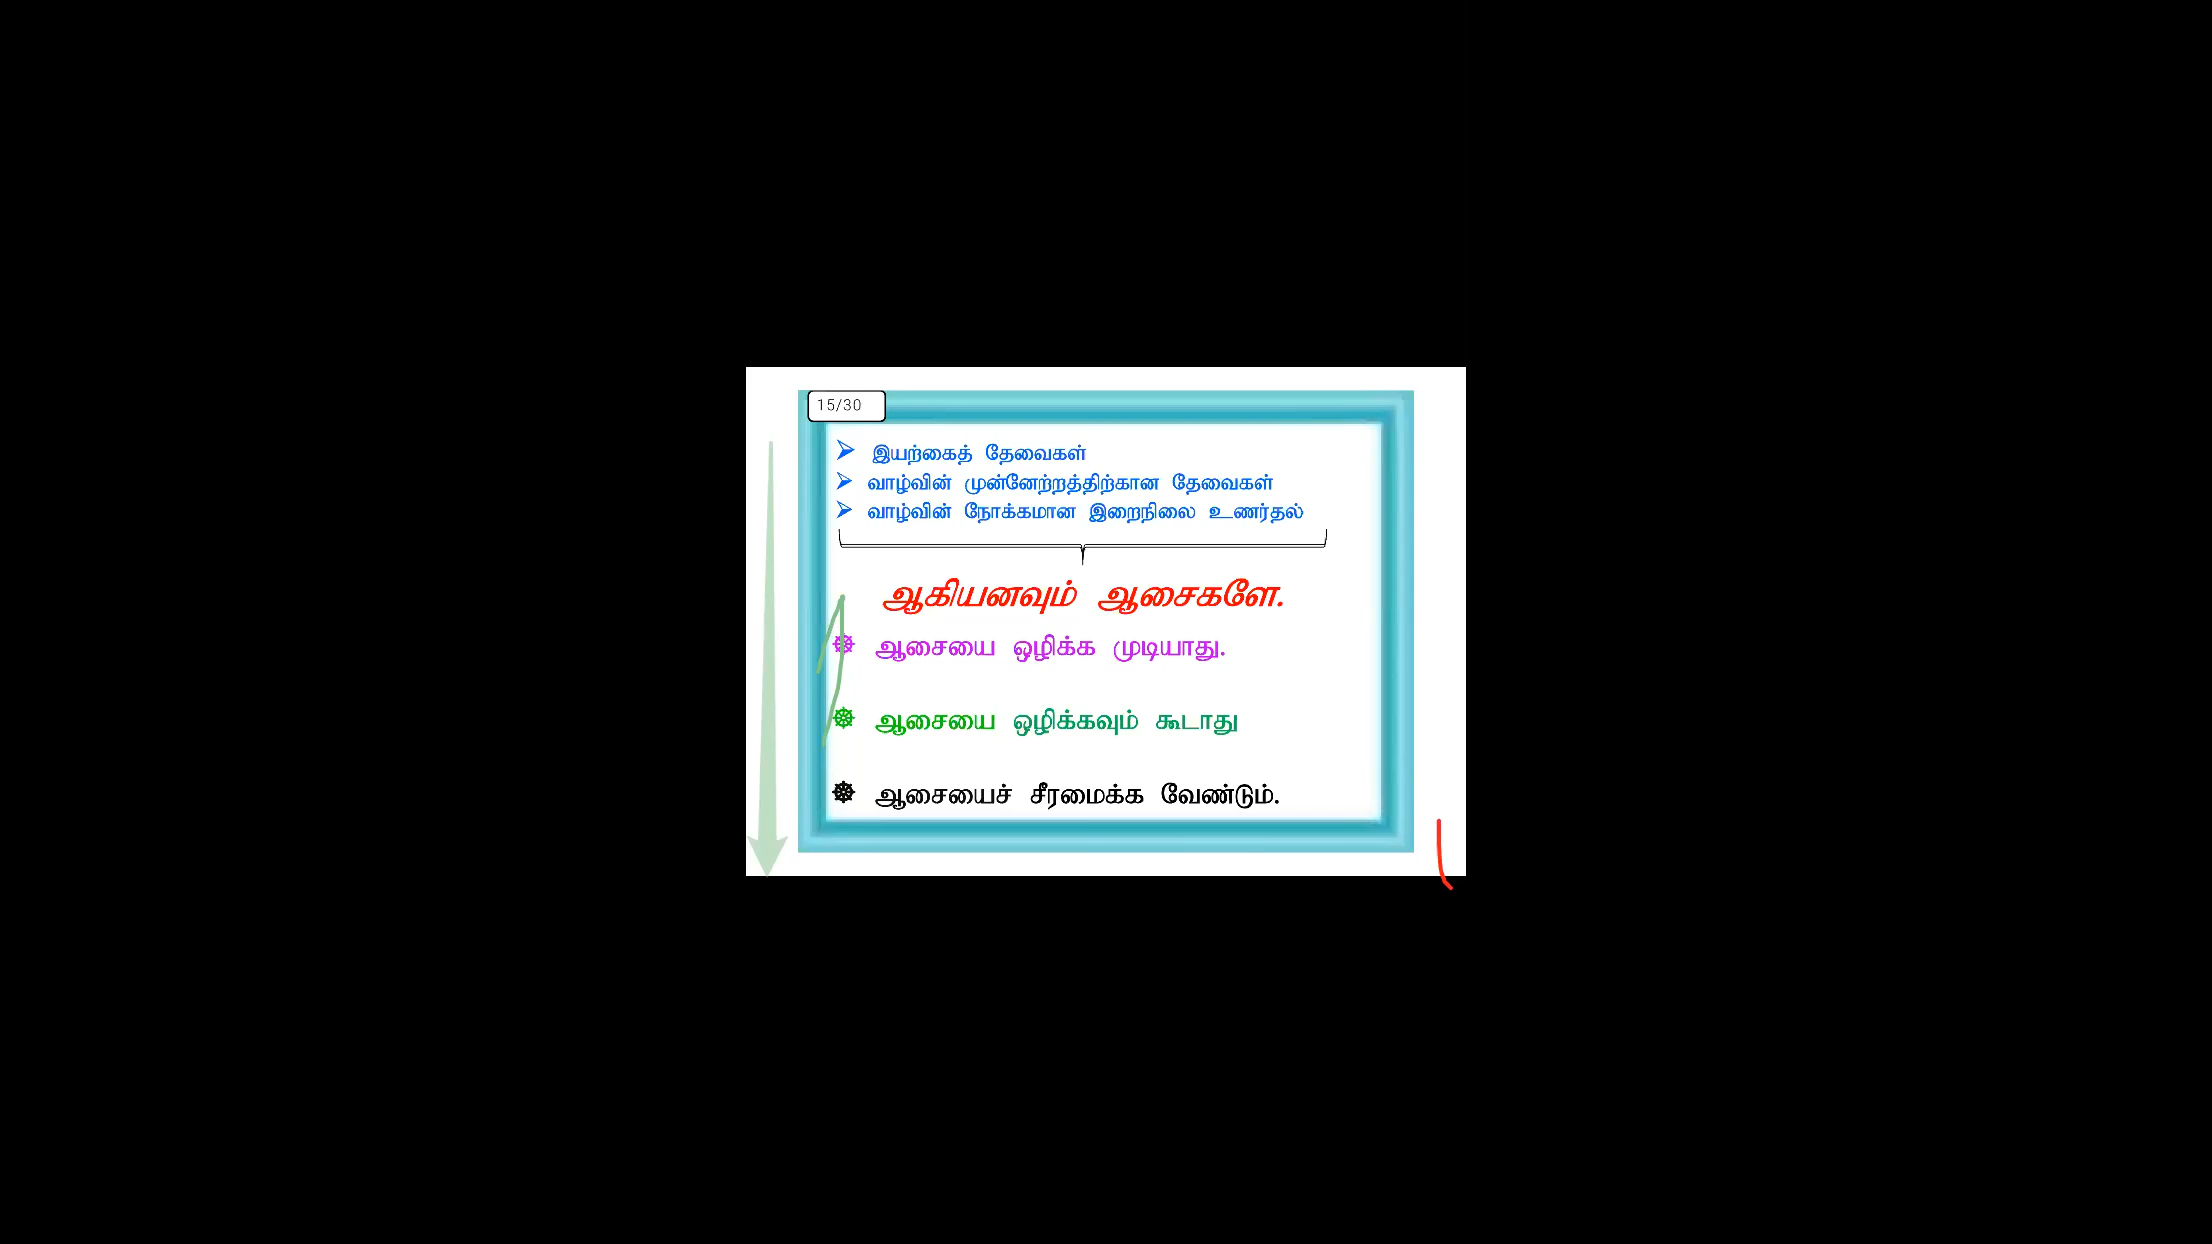 15/30
இயற்கைத் தேவைகள்
வாழ்வின் முன்னேற்றத்திற்கான தேவைகள்
வாழ்வின் நோக்கமான இறைநிலை உணர்தல்
ஆகியனவும் ஆசைகளே.
ஆசையை ஒழிக்க முடியாது.
ஆசையை ஒழிக்கவும் கூடாது
ஆசையைச் சீரமைக்க வேண்டும்.